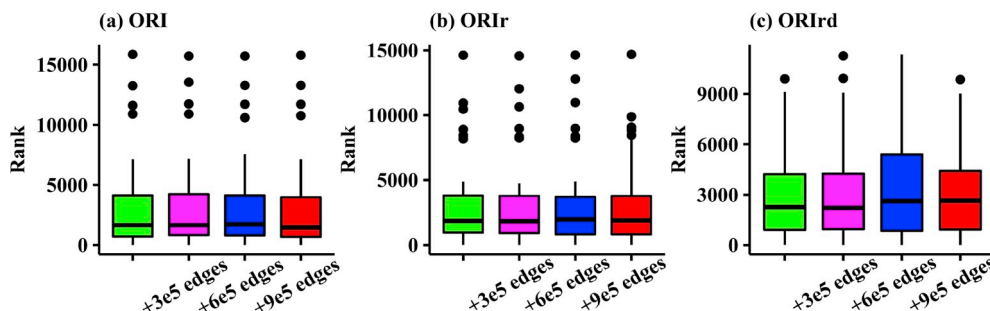 (a) ORI
Rank
15000
10000
5000
0
+3e5 edges
+6e5 edges
+9e5 edges
(b) ORIr
Rank
15000
10000
5000
0
+3e5 edges
+6e5 edges
+9e5 edges
(c) ORIrd
Rank
9000
6000
3000
0
+3e5 edges
+6e5 edges
+9e5 edges